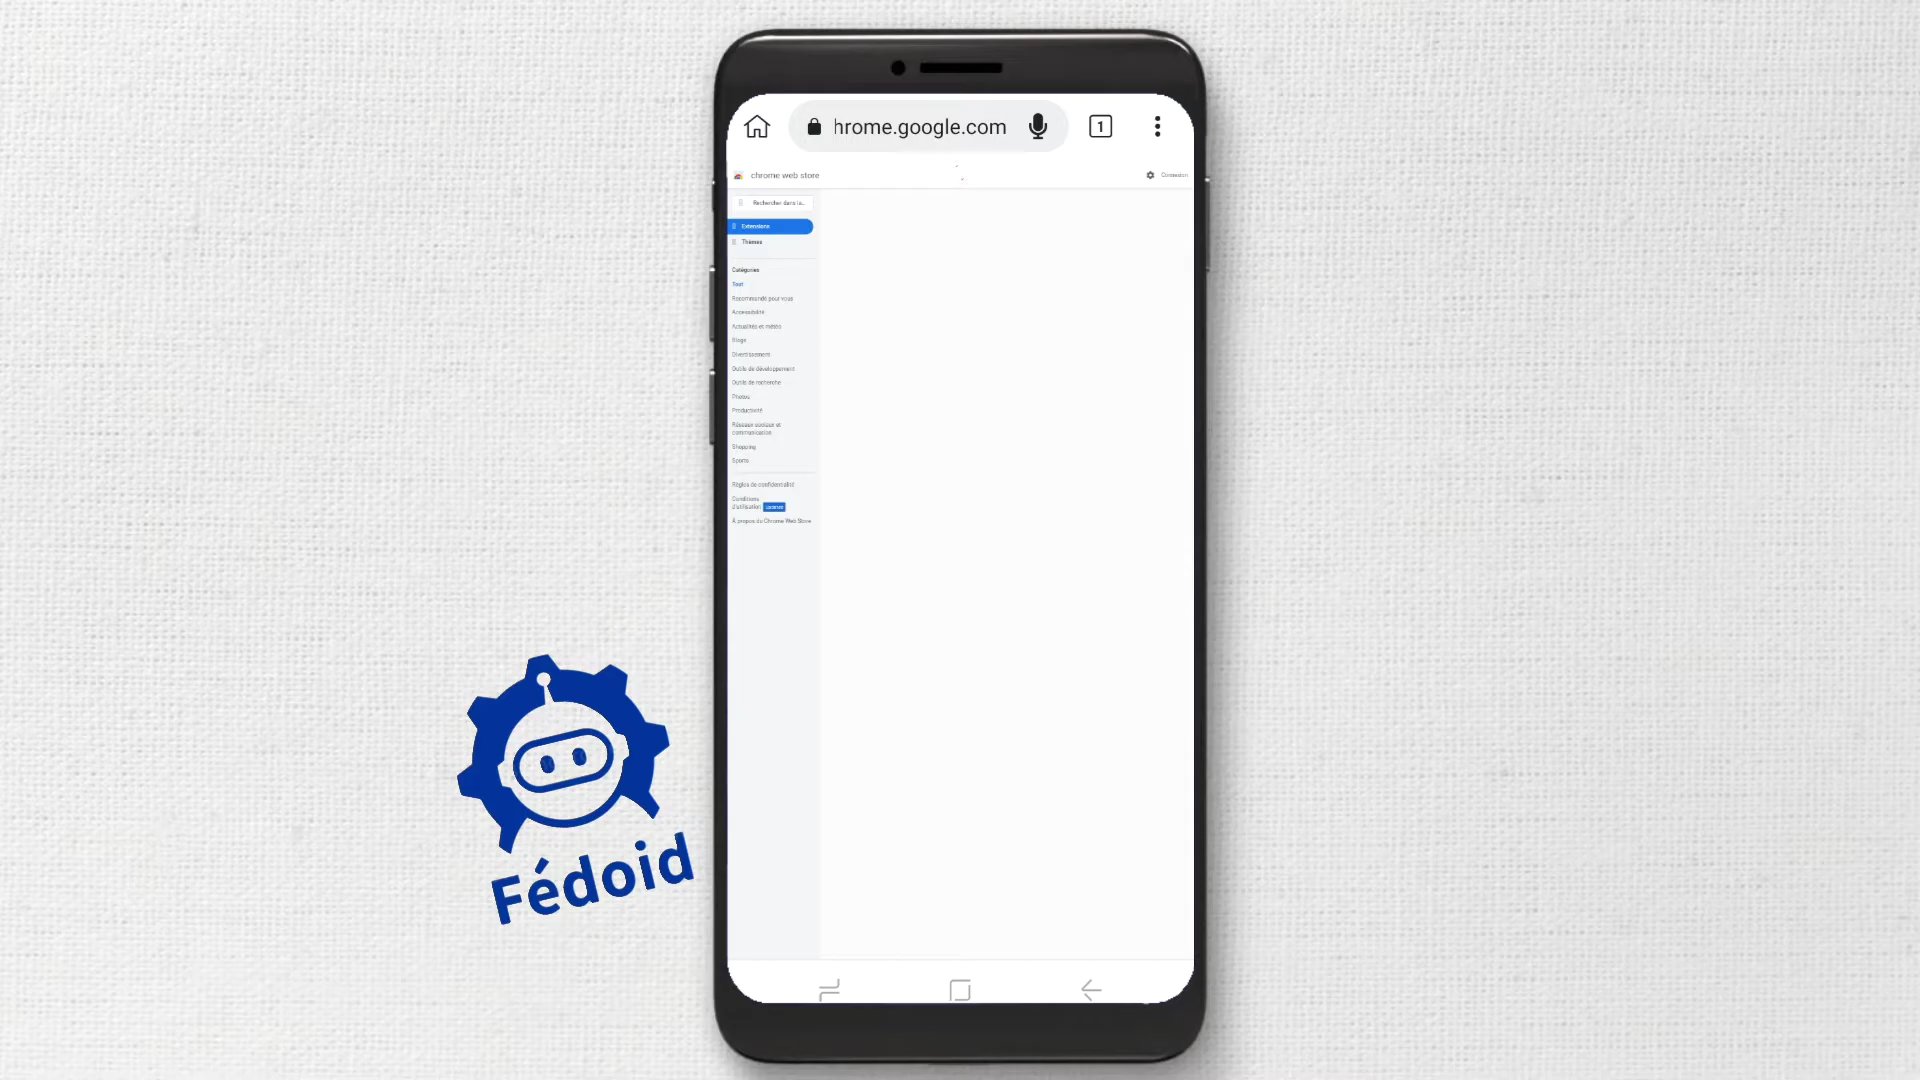 hrome.google.com
1
chrome web store
Connexion
Rechercher dans la...
Extensions
Thèmes
Catégories
Tout
Recommandé pour vous
Accessibilité
Actualités et météo
Blogs
Divertissement
Outils de développement
Outils de recherche
Photos
Productivité
Réseaux sociaux et
communication
Shopping
Sports
Règles de confidentialité
Conditions
d'utilisation
À propos du Chrome Web Store
Fédoid